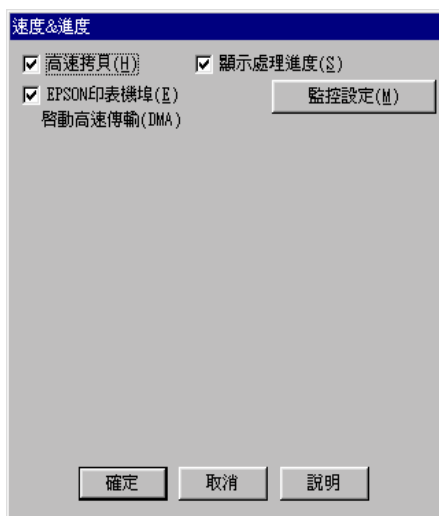 速度&進度
高速拷貝(H) 顯示處理進度(S)
EPSON印表機埠(E) 監控設定(M)
啓動高速傳輸(DMA)
確定 取消 說明